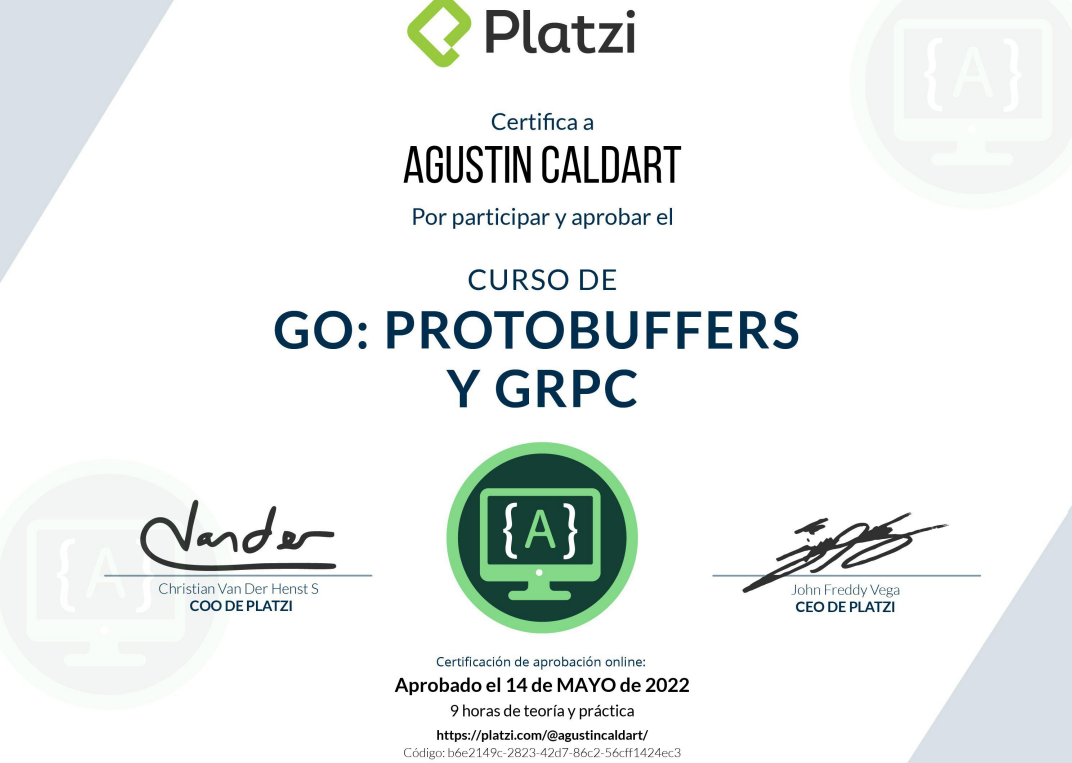 Platzi
Certifica a
AGUSTIN CALDART
Por participar y aprobar el
CURSO DE
GO: PROTOBUFFERS
Y GRPC
{A}
{A}
{A}
Vander
Christian Van Der Henst S
COO DE PLATZI
John Freddy Vega
CEO DE PLATZI
Certificación de aprobación online:
Aprobado el 14 de MAYO de 2022
9 horas de teoría y práctica
https://platzi.com/@agustincaldart/
Código: b6e2149c-2823-42d7-86c2-56cff1424ec3